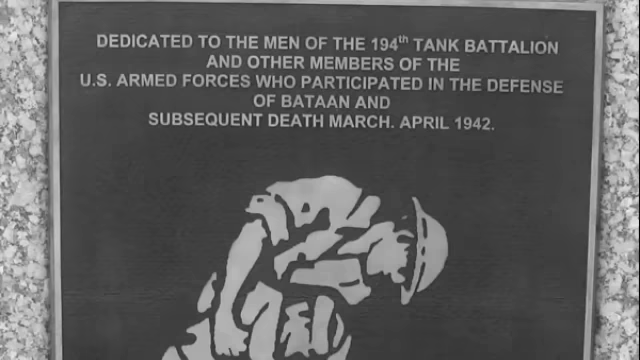 DEDICATED TO THE MEN OF THE 194th TANK BATTALION
AND OTHER MEMBERS OF THE
U.S. ARMED FORCES WHO PARTICIPATED IN THE DEFENSE
OF BATAAN AND
SUBSEQUENT DEATH MARCH. APRIL 1942.